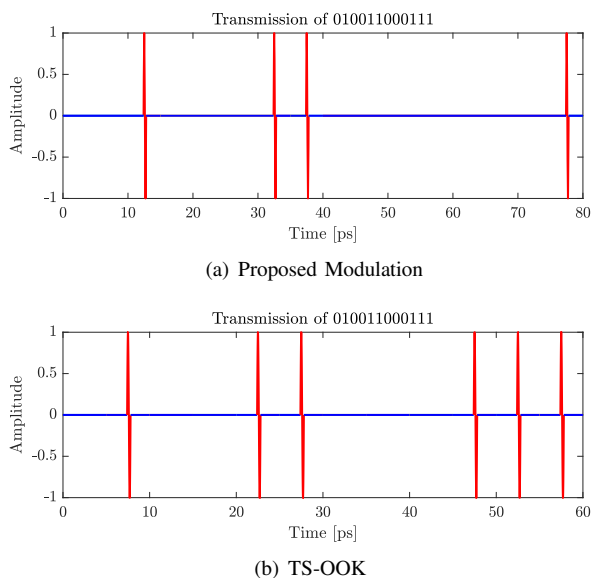 Transmission of 010011000111
1
0.5
0
-0.5
-1
Amplitude
0 10 20 30 40 50 60 70 80
Time [ps]
(a) Proposed Modulation
Transmission of 010011000111
1
0.5
0
-0.5
-1
Amplitude
0 10 20 30 40 50 60
Time [ps]
(b) TS-OOK